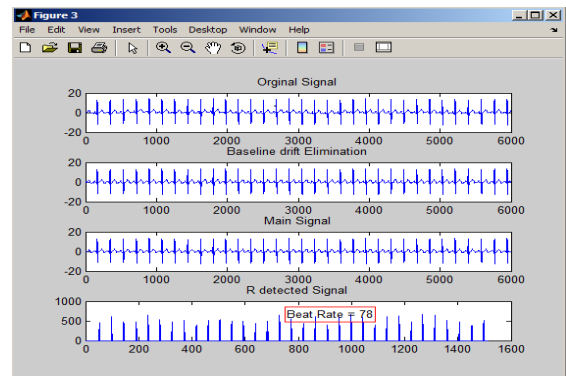 Figure 3
File Edit View Insert Tools Desktop Window Help
Orginal Signal
20
0
-20
0 1000 2000 3000 4000 5000 6000
Baseline drift Elimination
20
0
-20
0 1000 2000 3000 4000 5000 6000
Main Signal
20
0
-20
0 1000 2000 3000 4000 5000 6000
R detected Signal
1000
500
0
Beat Rate = 78
0 200 400 600 800 1000 1200 1400 1600